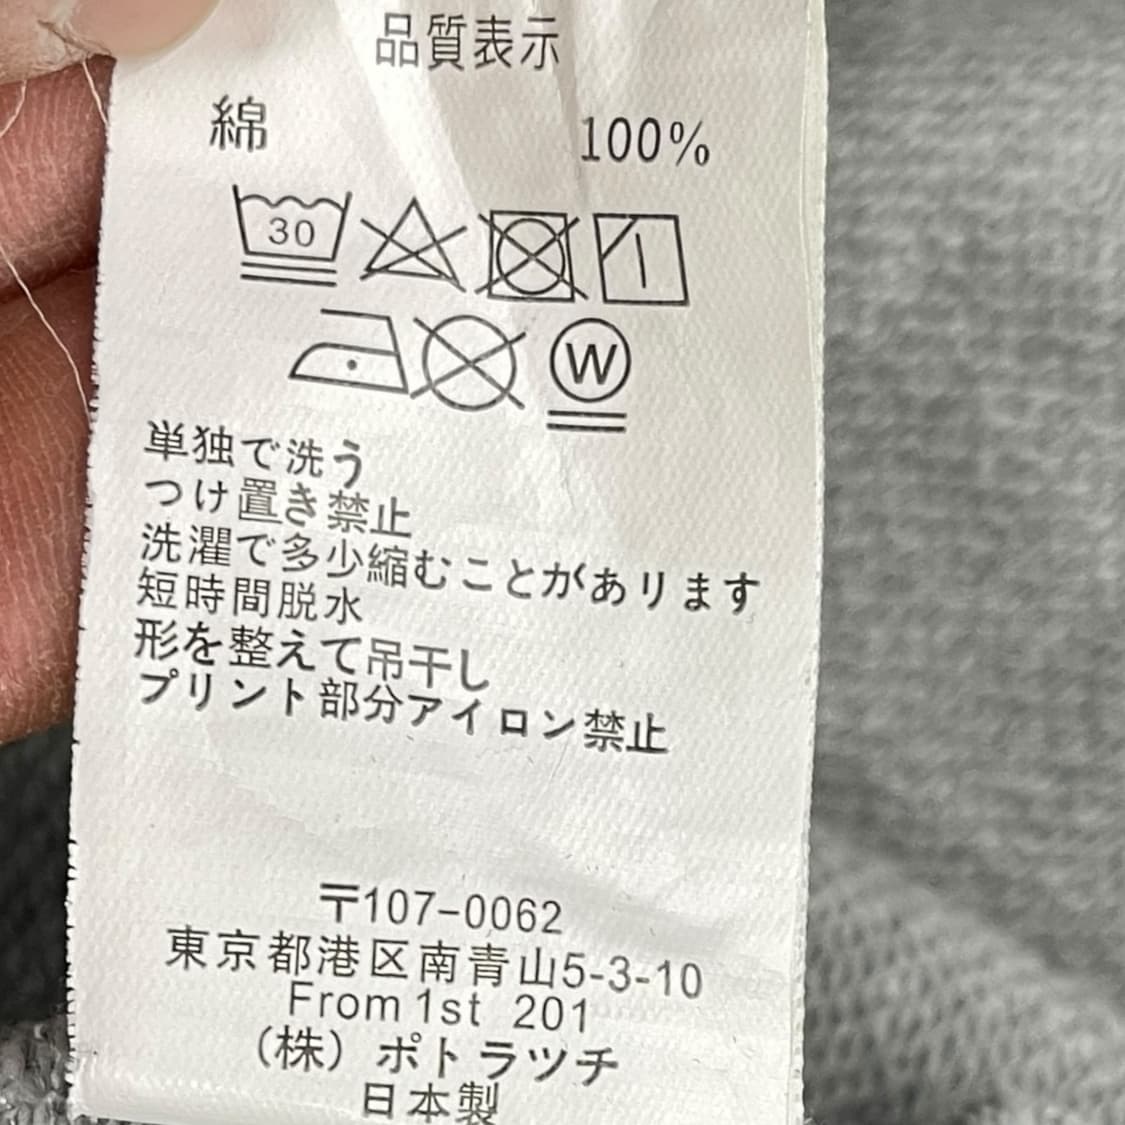 品質表示
綿 100%
30
W
単独で洗う
つけ置き禁止
洗濯で多少縮むことがあります
短時間脱水
形を整えて吊干し
プリント部分アイロン禁止
〒107-0062
東京都港区南青山5-3-10
From 1st 201
(株)ポトラツチ
日本製